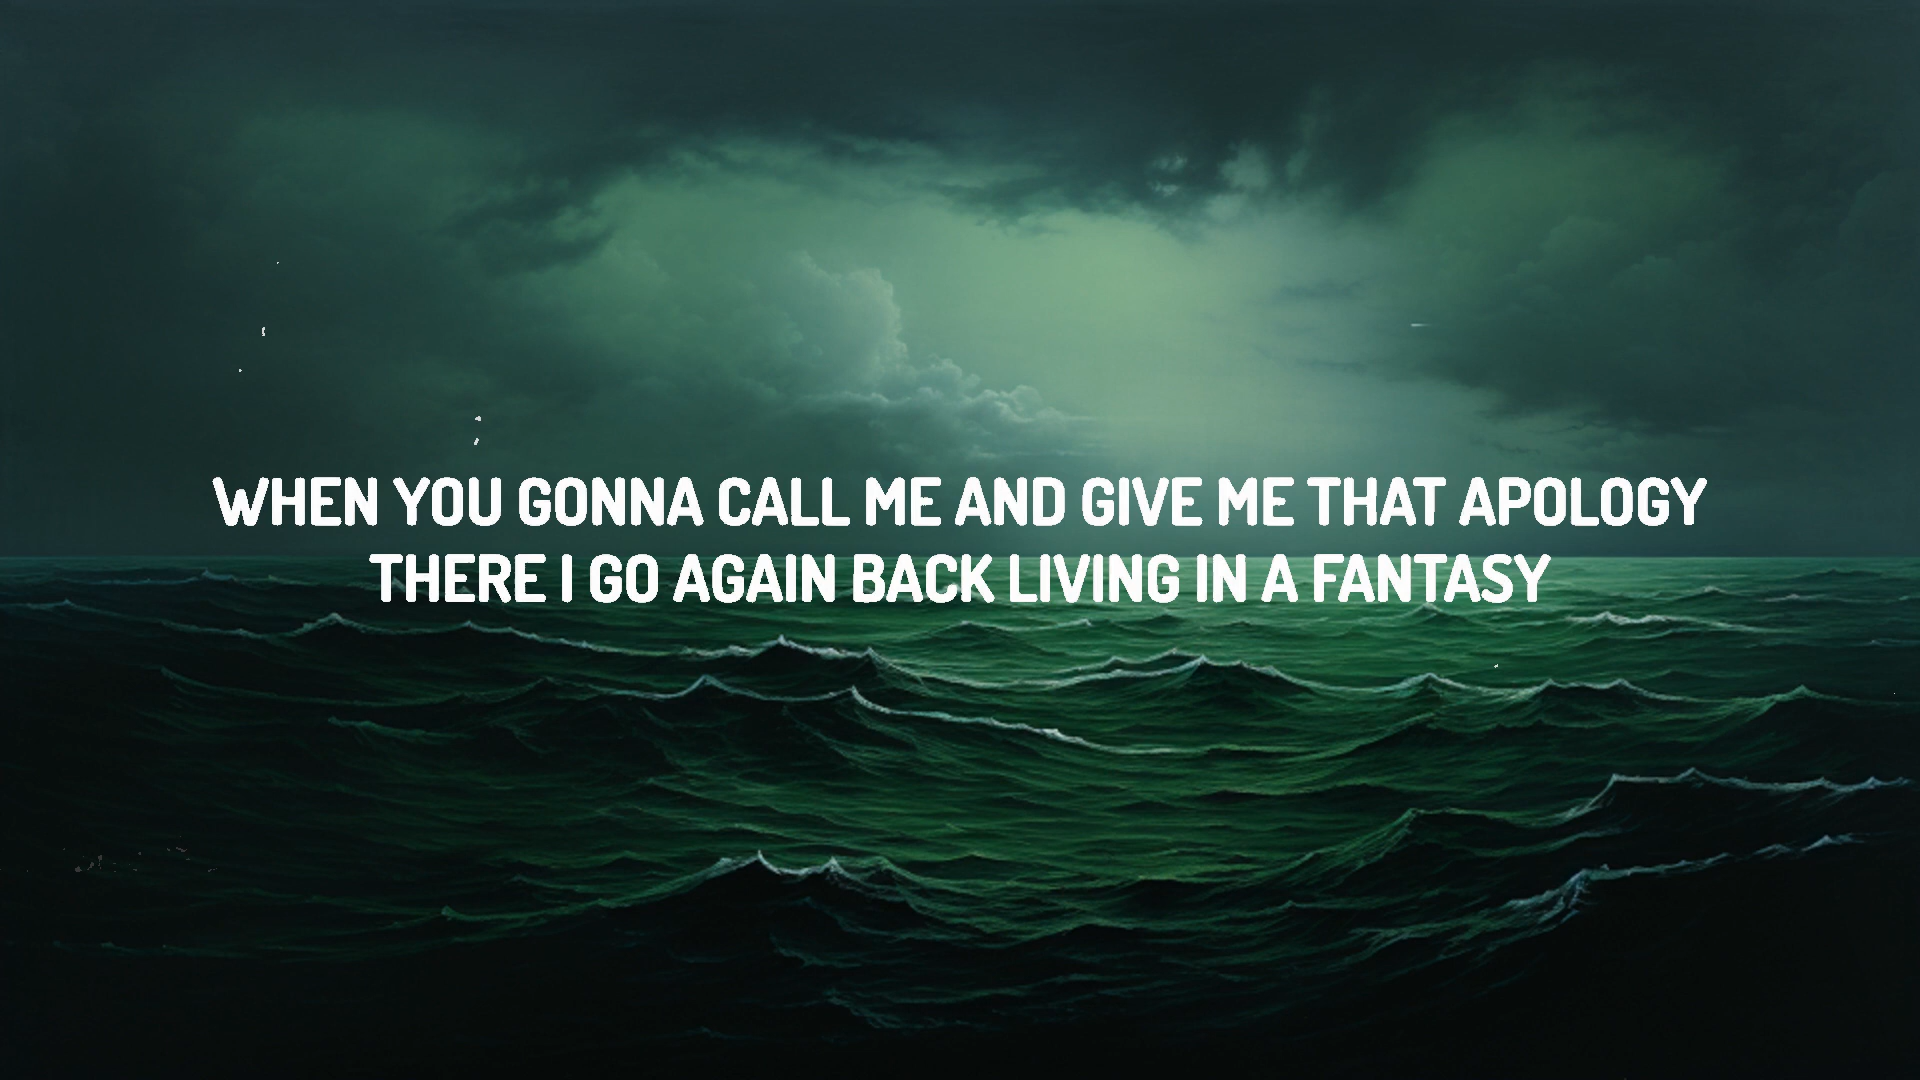 WHEN YOU GONNA CALL ME AND GIVE ME THAT APOLOGY
THERE I GO AGAIN BACK LIVING IN A FANTASY